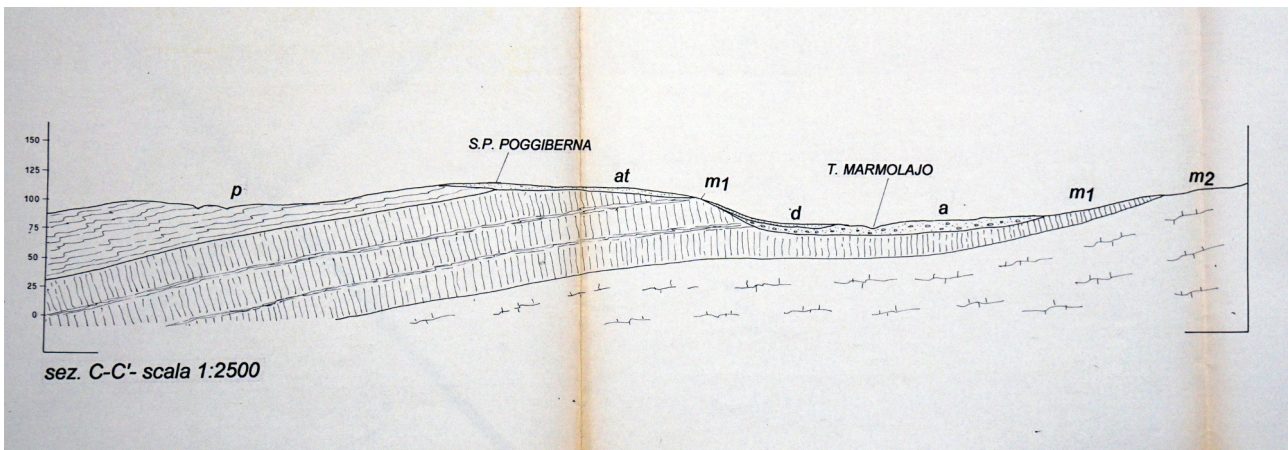 150
125
100
75
50
25
0
p
S.P. POGGIBERNA
at
m1
d
T. MARMOLAJO
a
m1
m2
sez. C-C'- scala 1:2500